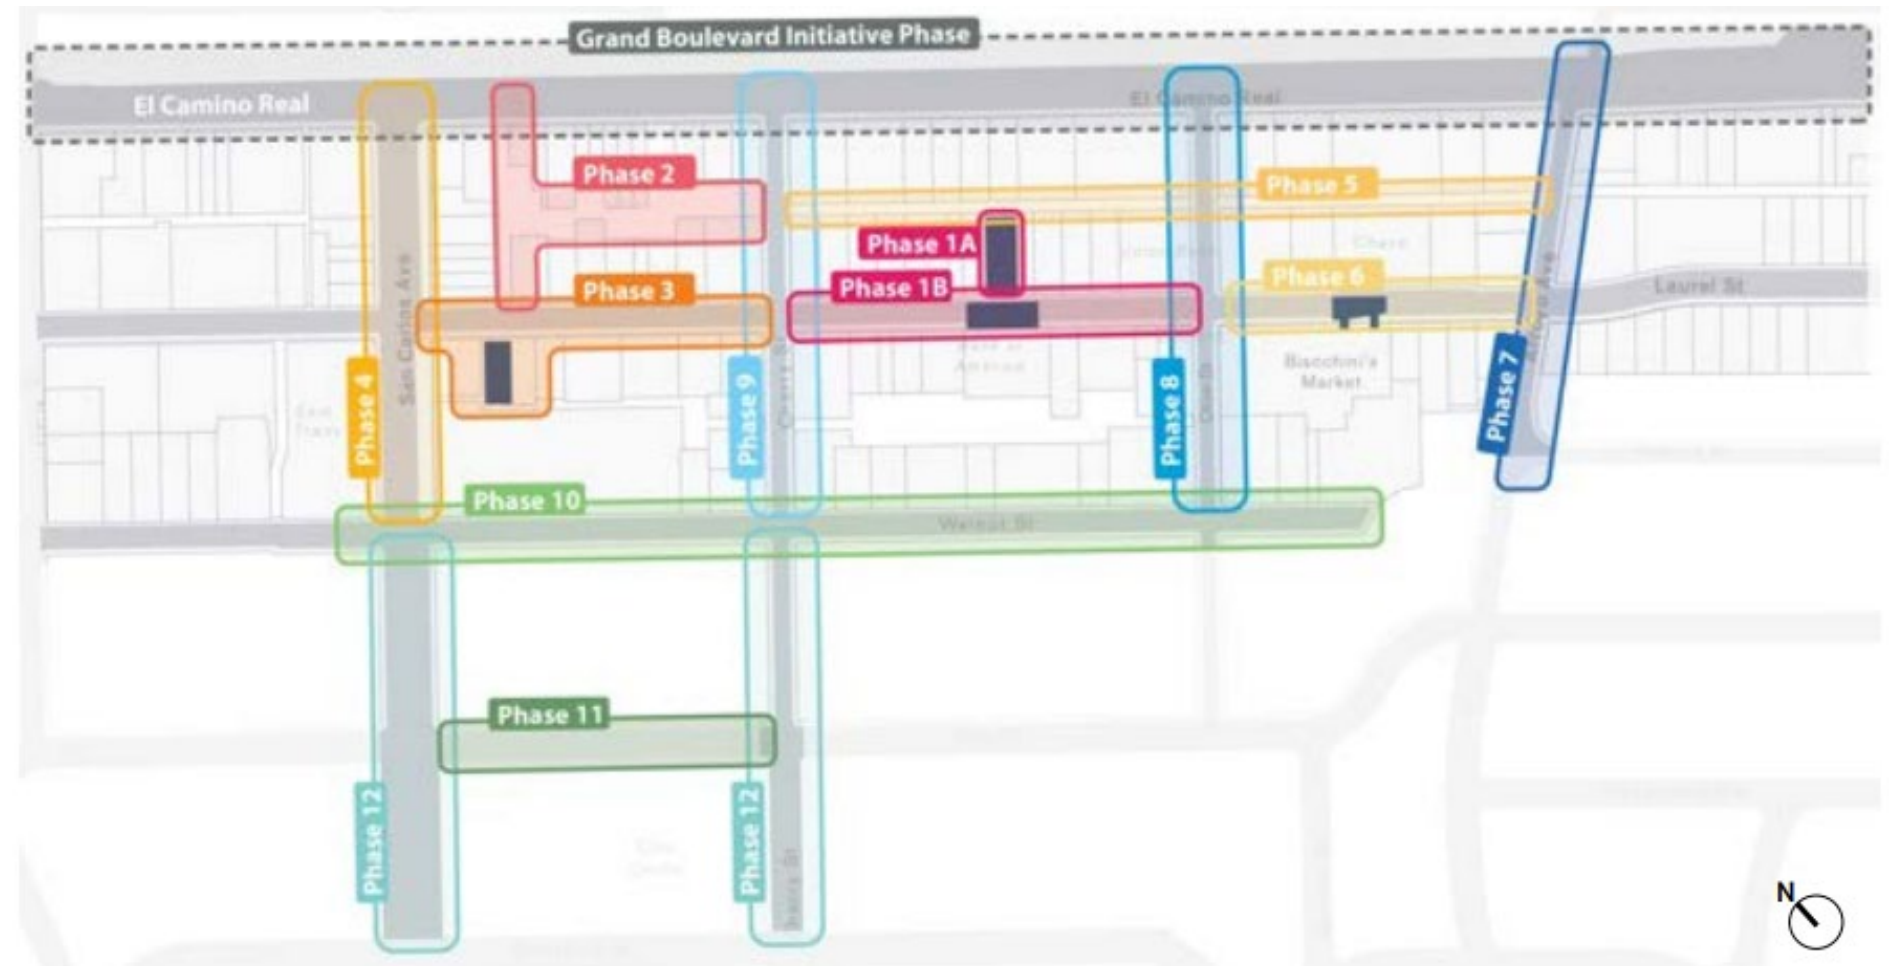 Grand Boulevard Initiative Phase
El Camino Real
El Camino Real
Phase 2
Phase 5
Phase 1A
Phase 1B
Phase 3
Phase 6
Laurel St
San Carlos Ave
Phase 4
Phase 9
Phase 8
Phase 7
Bisocchini's
Market
Phase 10
Walnut St
Phase 11
Phase 12
Phase 12
N